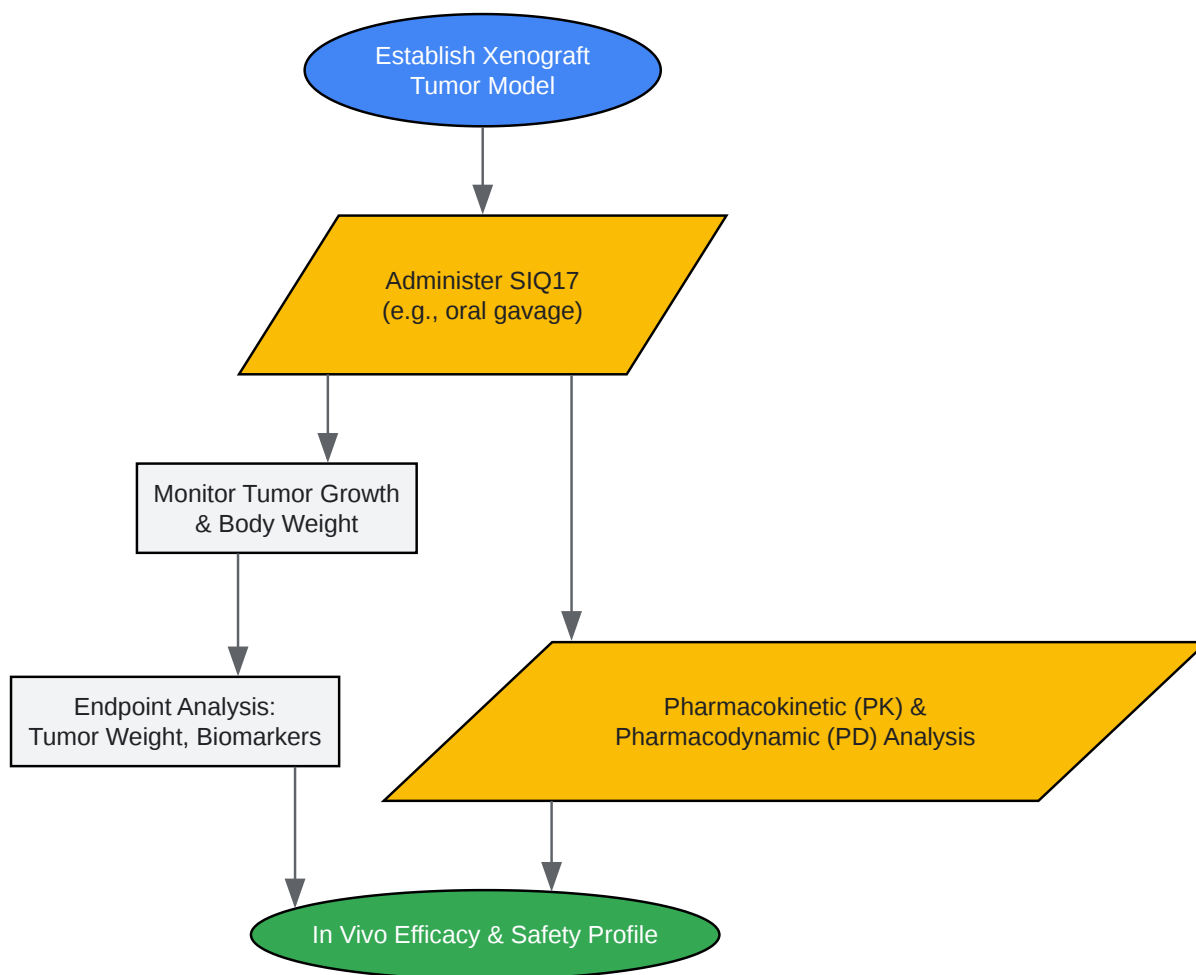 Establish Xenograft
Tumor Model
Administer SIQ17
(e.g., oral gavage)
Monitor Tumor Growth
& Body Weight
Endpoint Analysis:
Tumor Weight, Biomarkers
Pharmacokinetic (PK) &
Pharmacodynamic (PD) Analysis
In Vivo Efficacy & Safety Profile